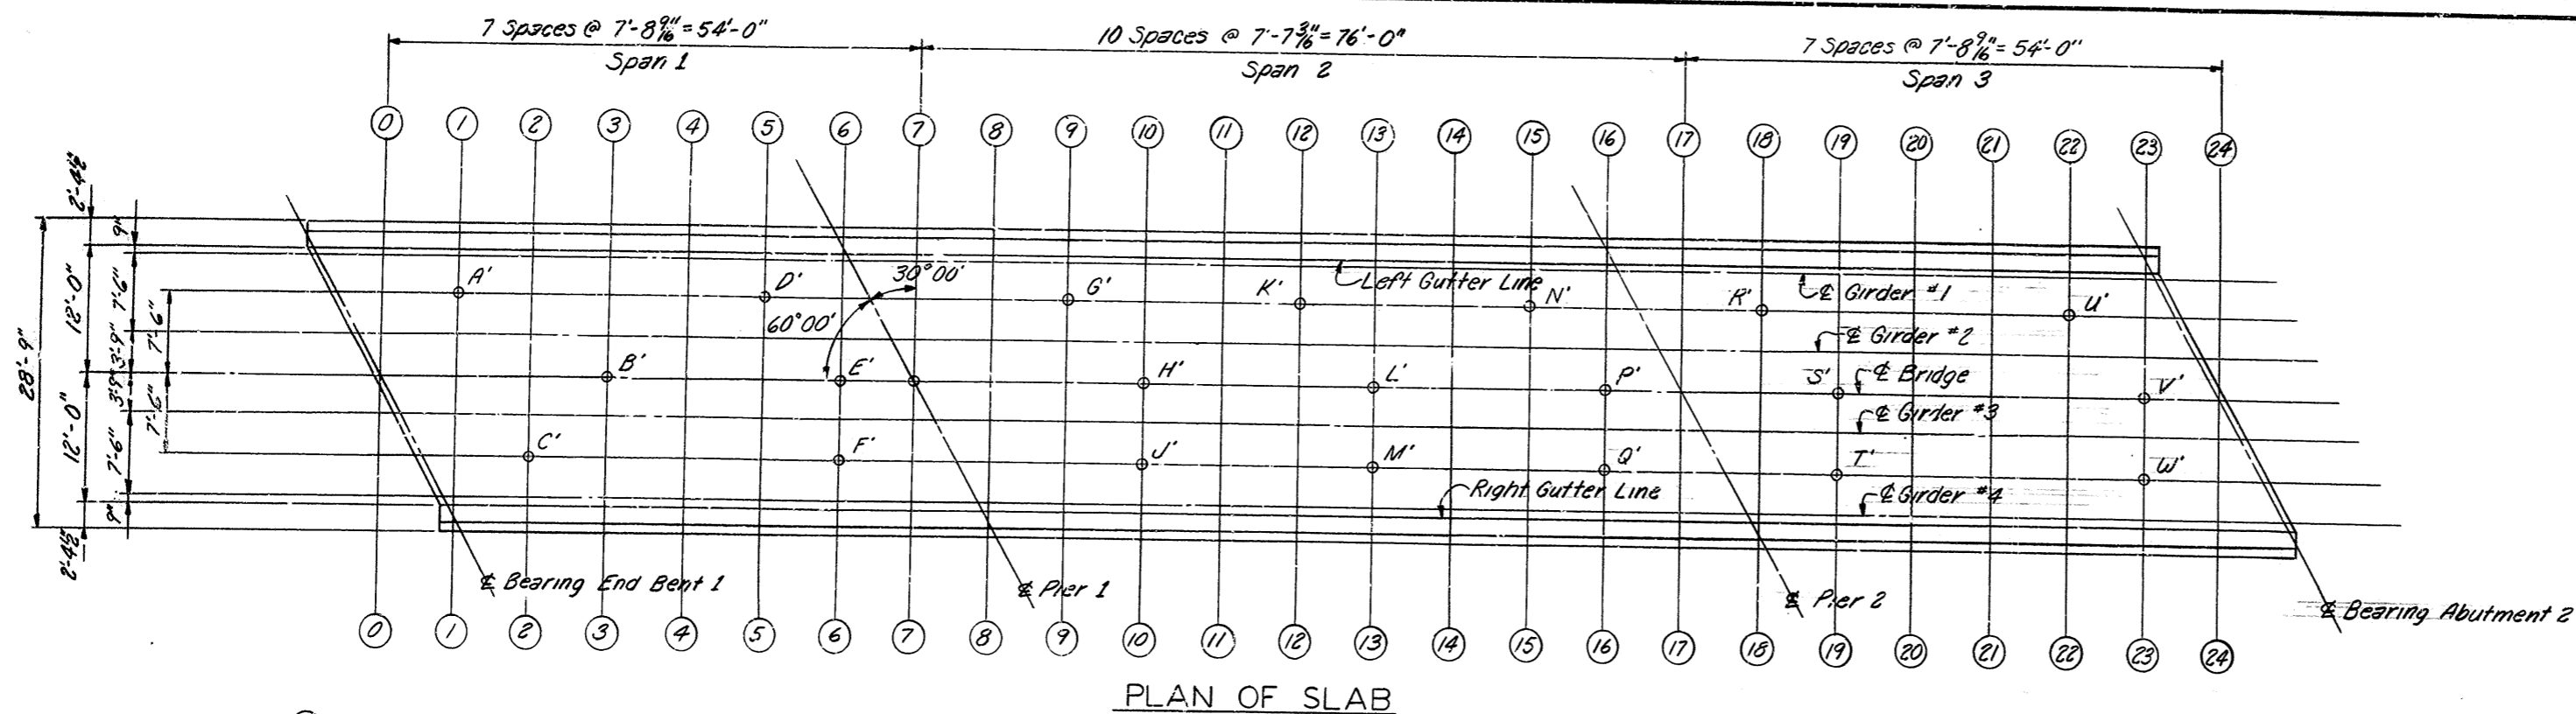 7 Spaces @ 7'-8 9/16" = 54'-0"
Span 1
10 Spaces @ 7'-7 3/16" = 76'-0"
Span 2
7 Spaces @ 7'-8 9/16" = 54'-0"
Span 3
0 1 2 3 4 5 6 7 8 9 10 11 12 13 14 15 16 17 18 19 20 21 22 23 24
2'-4½"
9"
28'-9"
12'-0"
7'-6"
3'-9"
7'-6"
12'-0"
3'-9"
7'-6"
7'-6"
9"
2'-4½"
30°00'
60°00'
A' D' G' K' N' R' U'
Left Gutter Line
℄ Girder #1
℄ Girder #2
B' E' H' L' P' S' V'
℄ Bridge
℄ Girder #3
C' F' J' M' Q' T' W'
Right Gutter Line
℄ Girder #4
℄ Bearing End Bent 1
℄ Pier 1
℄ Pier 2
℄ Bearing Abutment 2
0 1 2 3 4 5 6 7 8 9 10 11 12 13 14 15 16 17 18 19 20 21 22 23 24
PLAN OF SLAB